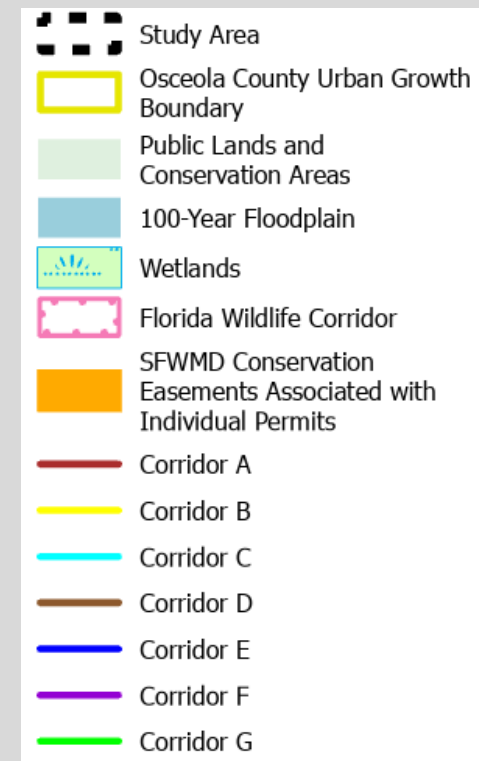 Study Area
Osceola County Urban Growth
Boundary
Public Lands and
Conservation Areas
100-Year Floodplain
Wetlands
Florida Wildlife Corridor
SFWMD Conservation
Easements Associated with
Individual Permits
Corridor A
Corridor B
Corridor C
Corridor D
Corridor E
Corridor F
Corridor G